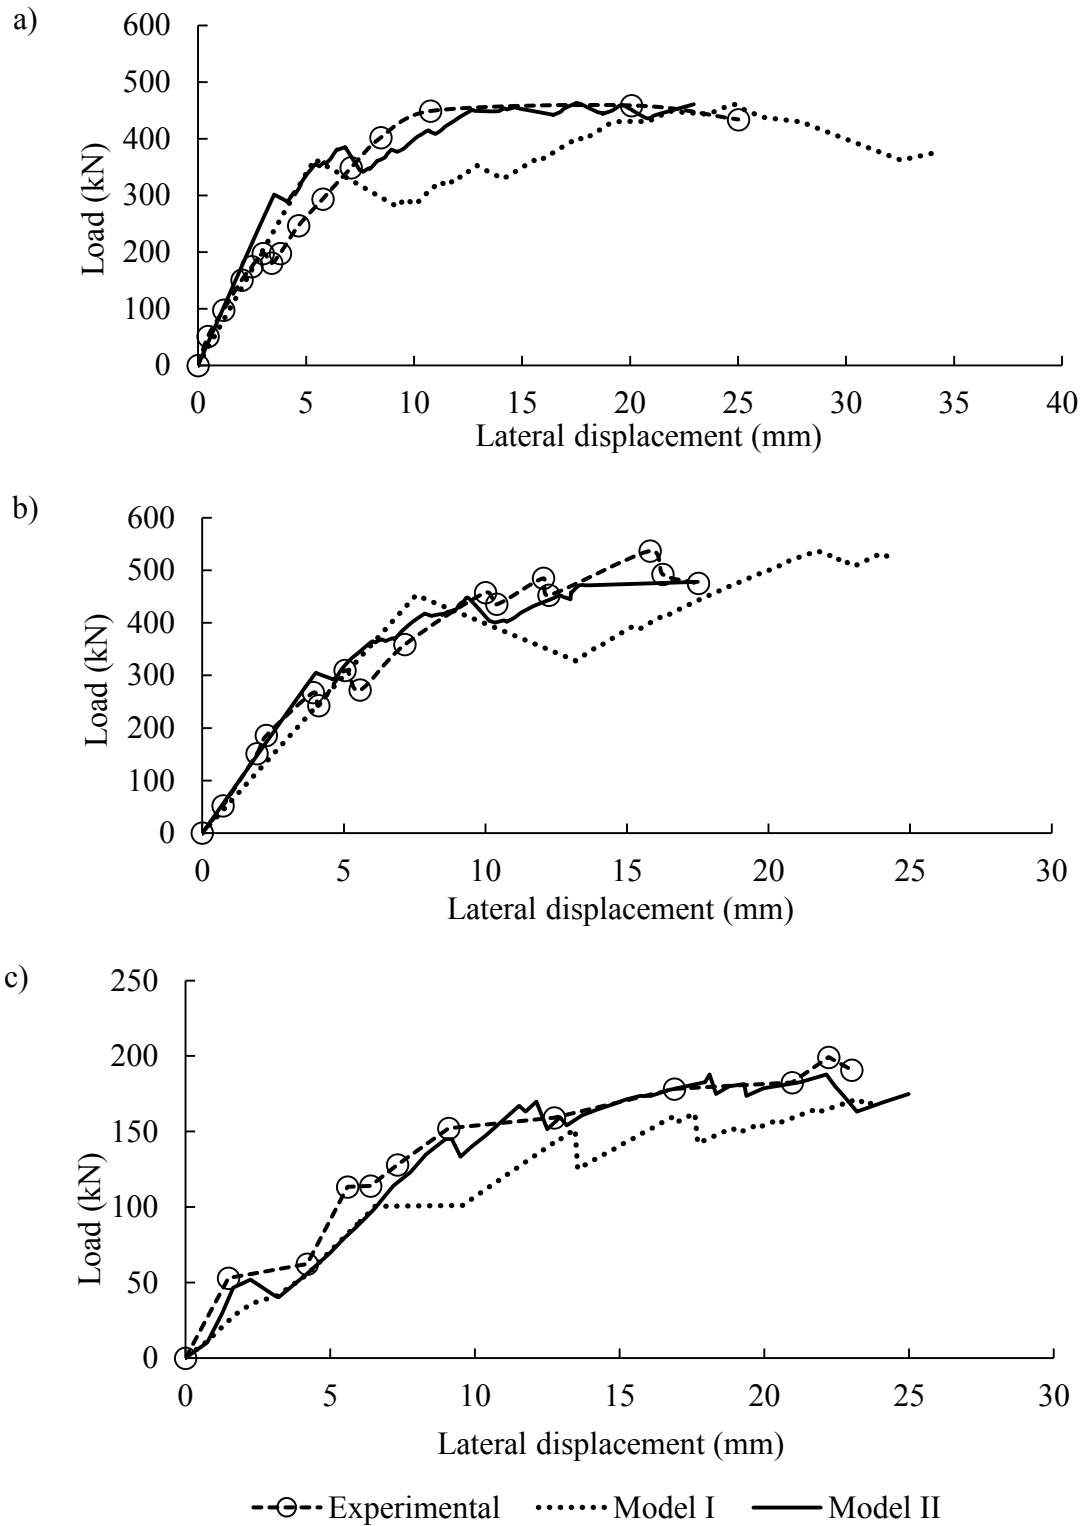 a)
600
500
400
300
200
100
0
Load (kN)
0 5 10 15 20 25 30 35 40
Lateral displacement (mm)
b)
600
500
400
300
200
100
0
Load (kN)
0 5 10 15 20 25 30
Lateral displacement (mm)
c)
250
200
150
100
50
0
Load (kN)
0 5 10 15 20 25 30
Lateral displacement (mm)
Experimental Model I Model II